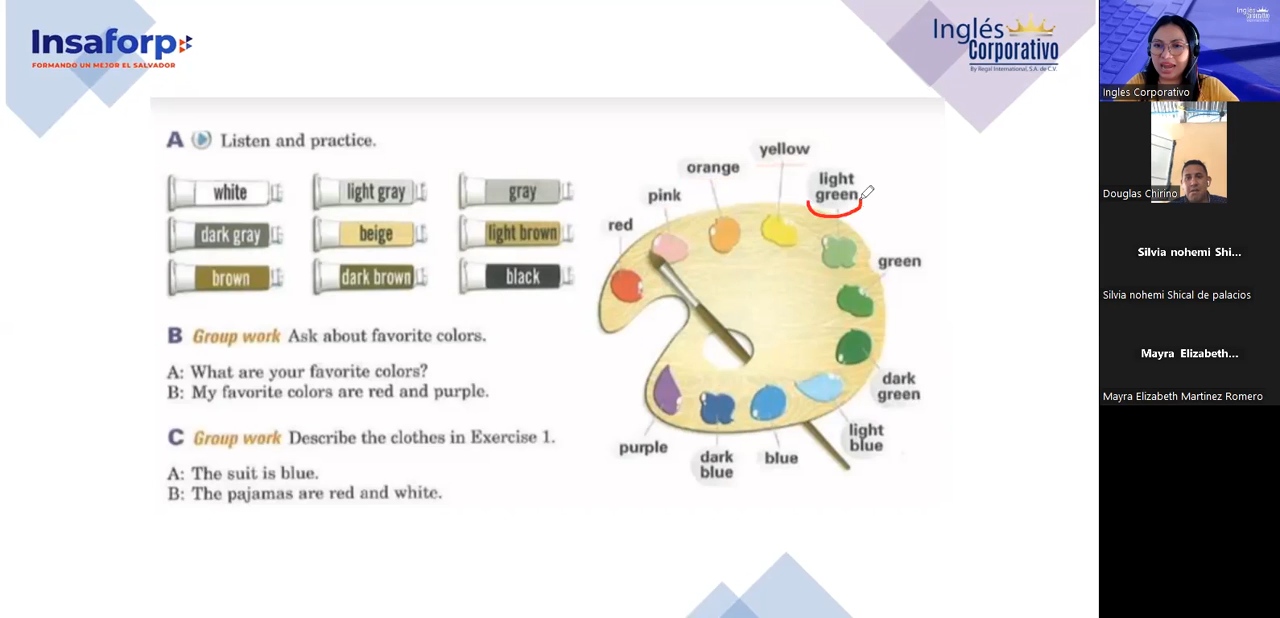 Insaforp
FORMANDO UN MEJOR EL SALVADOR
Inglés
Corporativo
By Regal International, S.A. de C.V.
A Listen and practice.
white light gray gray
dark gray beige light brown
brown dark brown black
B Group work Ask about favorite colors.
A: What are your favorite colors?
B: My favorite colors are red and purple.
C Group work Describe the clothes in Exercise 1.
A: The suit is blue.
B: The pajamas are red and white.
red
pink
orange
yellow
light
green
green
dark
green
light
blue
blue
dark
blue
purple
Inglés
Corporativo
Ingles Corporativo
Douglas Chirino
Silvia nohemi Shi...
Silvia nohemi Shical de palacios
Mayra Elizabeth...
Mayra Elizabeth Martinez Romero